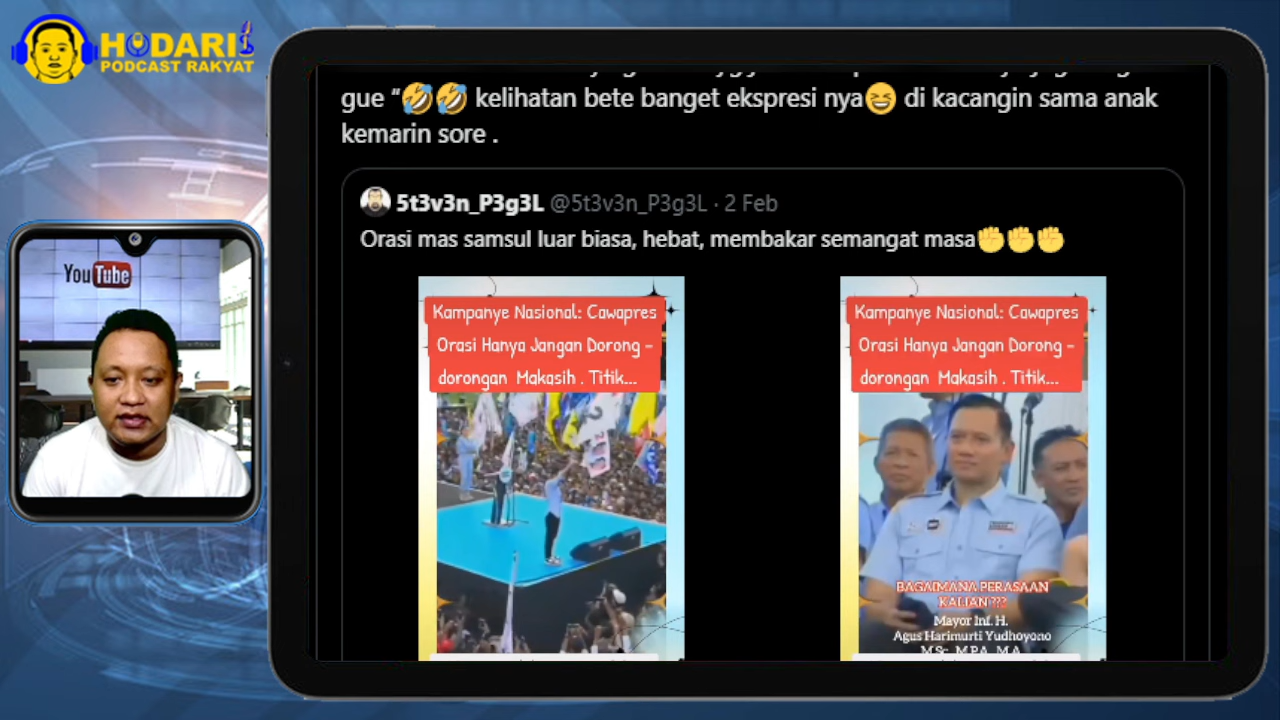 HODARI
PODCAST RAKYAT
gue “🤣🤣 kelihatan bete banget ekspresi nya😆 di kacangin sama anak
kemarin sore .
5t3v3n_P3g3L @5t3v3n_P3g3L · 2 Feb
Orasi mas samsul luar biasa, hebat, membakar semangat masa✊✊✊
Kampanye Nasional: Cawapres
Orasi Hanya Jangan Dorong -
dorongan Makasih . Titik...
Kampanye Nasional: Cawapres
Orasi Hanya Jangan Dorong -
dorongan Makasih . Titik...
BAGAIMANA PERASAAN
KALIAN ???
Mayor Inf. H.
Agus Harimurti Yudhoyono
M.Sc, M.P.A, M.A
YouTube